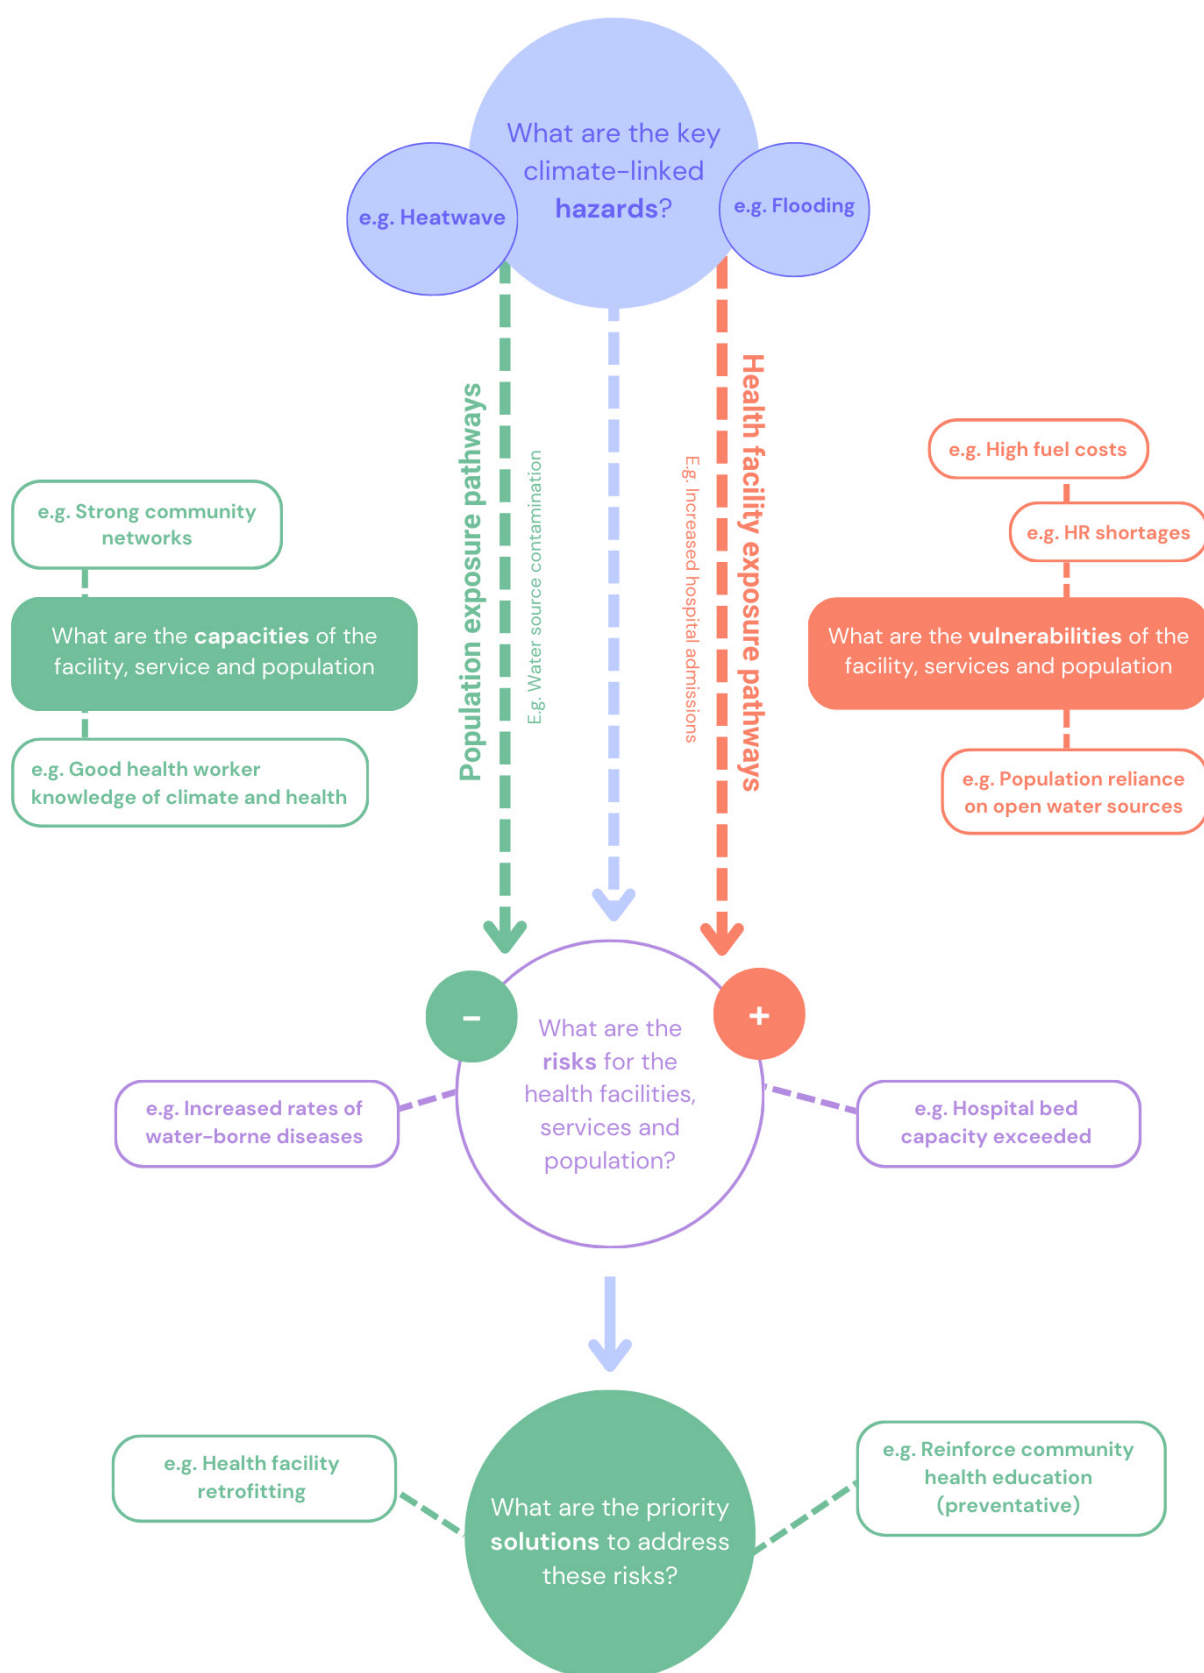 What are the key
climate-linked
hazards?
e.g. Heatwave
e.g. Flooding
Population exposure pathways
E.g. Water source contamination
Health facility exposure pathways
E.g. Increased hospital admissions
e.g. Strong community
networks
What are the capacities of the
facility, service and population
e.g. Good health worker
knowledge of climate and health
e.g. High fuel costs
e.g. HR shortages
What are the vulnerabilities of the
facility, services and population
e.g. Population reliance
on open water sources
-
+
What are the
risks for the
health facilities,
services and
population?
e.g. Increased rates of
water-borne diseases
e.g. Hospital bed
capacity exceeded
e.g. Health facility
retrofitting
What are the priority
solutions to address
these risks?
e.g. Reinforce community
health education
(preventative)